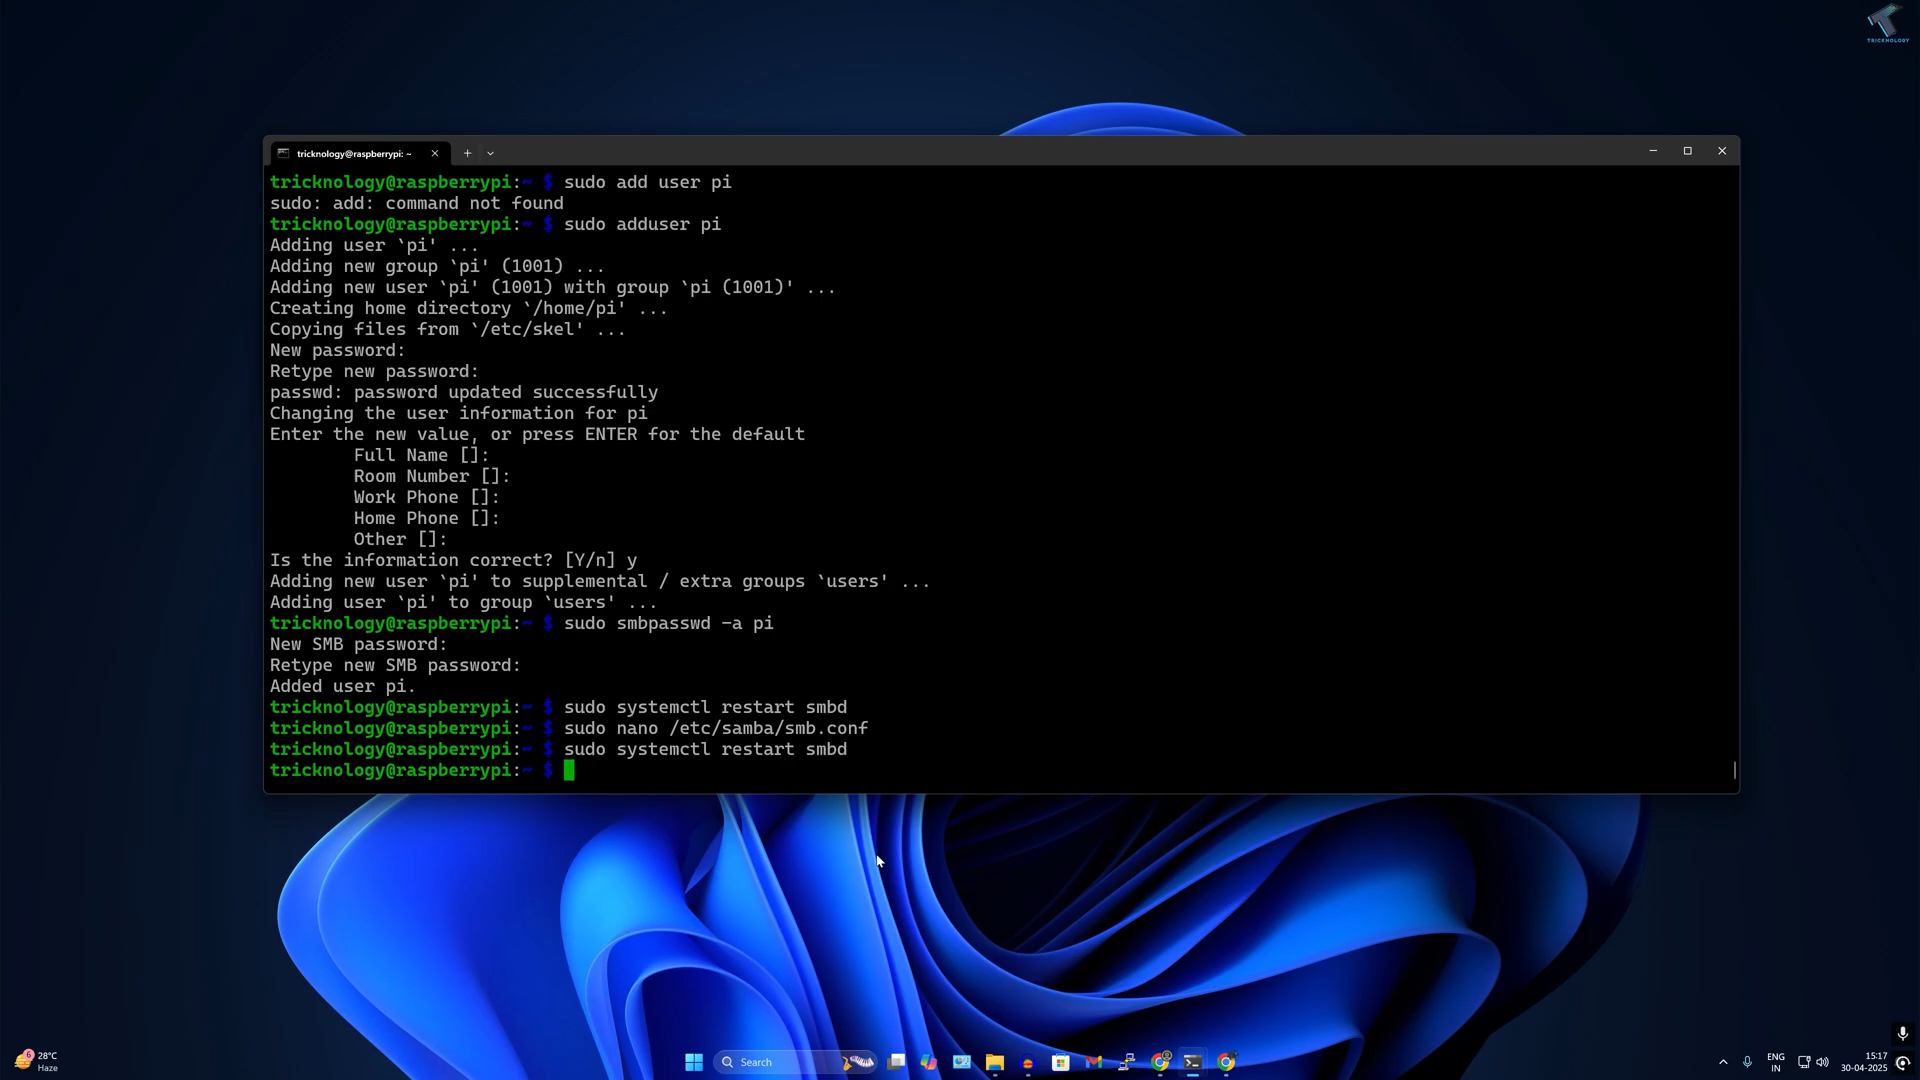 TRICKNOLOGY
tricknology@raspberrypi: ~
tricknology@raspberrypi:~ $ sudo add user pi
sudo: add: command not found
tricknology@raspberrypi:~ $ sudo adduser pi
Adding user `pi' ...
Adding new group `pi' (1001) ...
Adding new user `pi' (1001) with group `pi (1001)' ...
Creating home directory `/home/pi' ...
Copying files from `/etc/skel' ...
New password:
Retype new password:
passwd: password updated successfully
Changing the user information for pi
Enter the new value, or press ENTER for the default
Full Name []:
Room Number []:
Work Phone []:
Home Phone []:
Other []:
Is the information correct? [Y/n] y
Adding new user `pi' to supplemental / extra groups `users' ...
Adding user `pi' to group `users' ...
tricknology@raspberrypi:~ $ sudo smbpasswd -a pi
New SMB password:
Retype new SMB password:
Added user pi.
tricknology@raspberrypi:~ $ sudo systemctl restart smbd
tricknology@raspberrypi:~ $ sudo nano /etc/samba/smb.conf
tricknology@raspberrypi:~ $ sudo systemctl restart smbd
tricknology@raspberrypi:~ $
6
28°C
Haze
Search
ENG
IN
15:17
30-04-2025